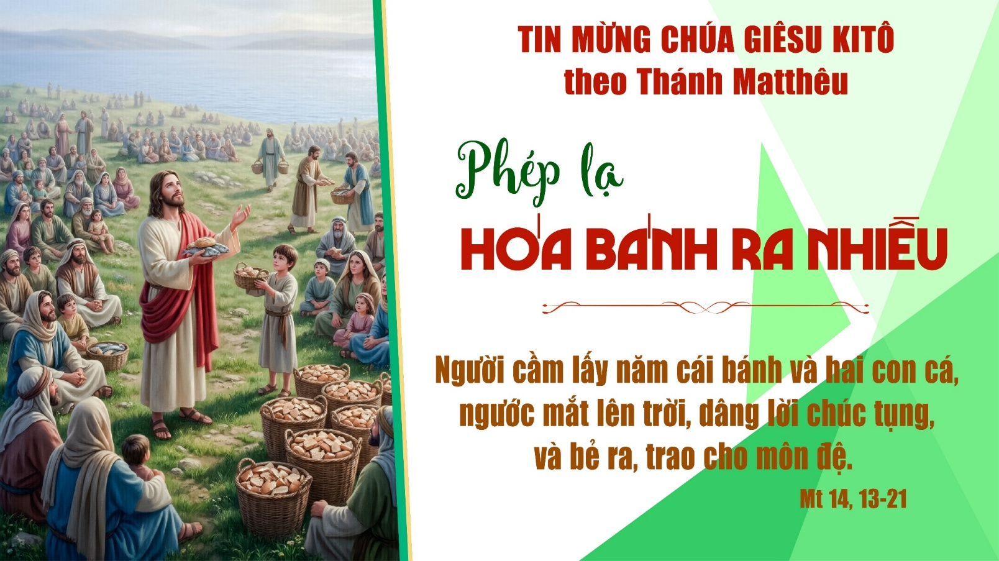 TIN MỪNG CHÚA GIÊSU KITÔ
theo Thánh Matthêu
Phép lạ
HÓA BÁNH RA NHIỀU
Người cầm lấy năm cái bánh và hai con cá,
ngước mắt lên trời, dâng lời chúc tụng,
và bẻ ra, trao cho môn đệ.
Mt 14, 13-21